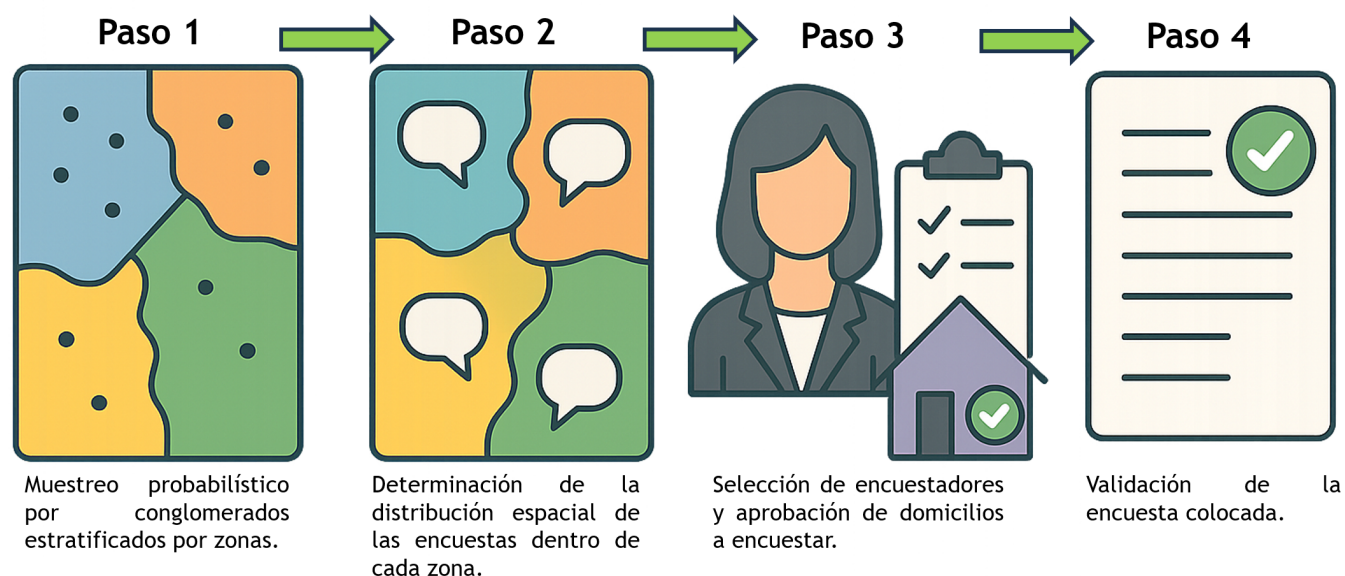 Paso 1
Paso 2
Paso 3
Paso 4
Muestreo probabilístico
por conglomerados
estratificados por zonas.
Determinación de la
distribución espacial de
las encuestas dentro de
cada zona.
Selección de encuestadores
y aprobación de domicilios
a encuestar.
Validación de la
encuesta colocada.